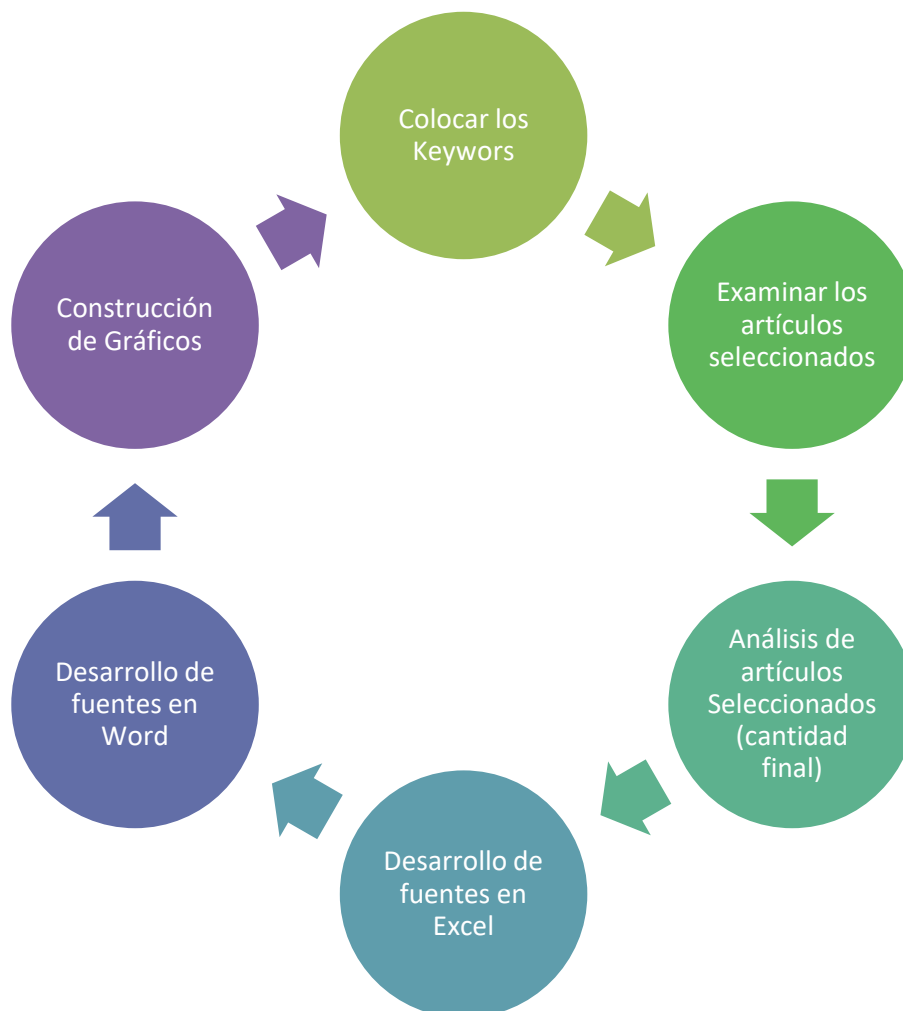 Colocar los
Keywors
Examinar los
artículos
seleccionados
Análisis de
artículos
Seleccionados
(cantidad
final)
Desarrollo de
fuentes en
Excel
Desarrollo de
fuentes en
Word
Construcción
de Gráficos